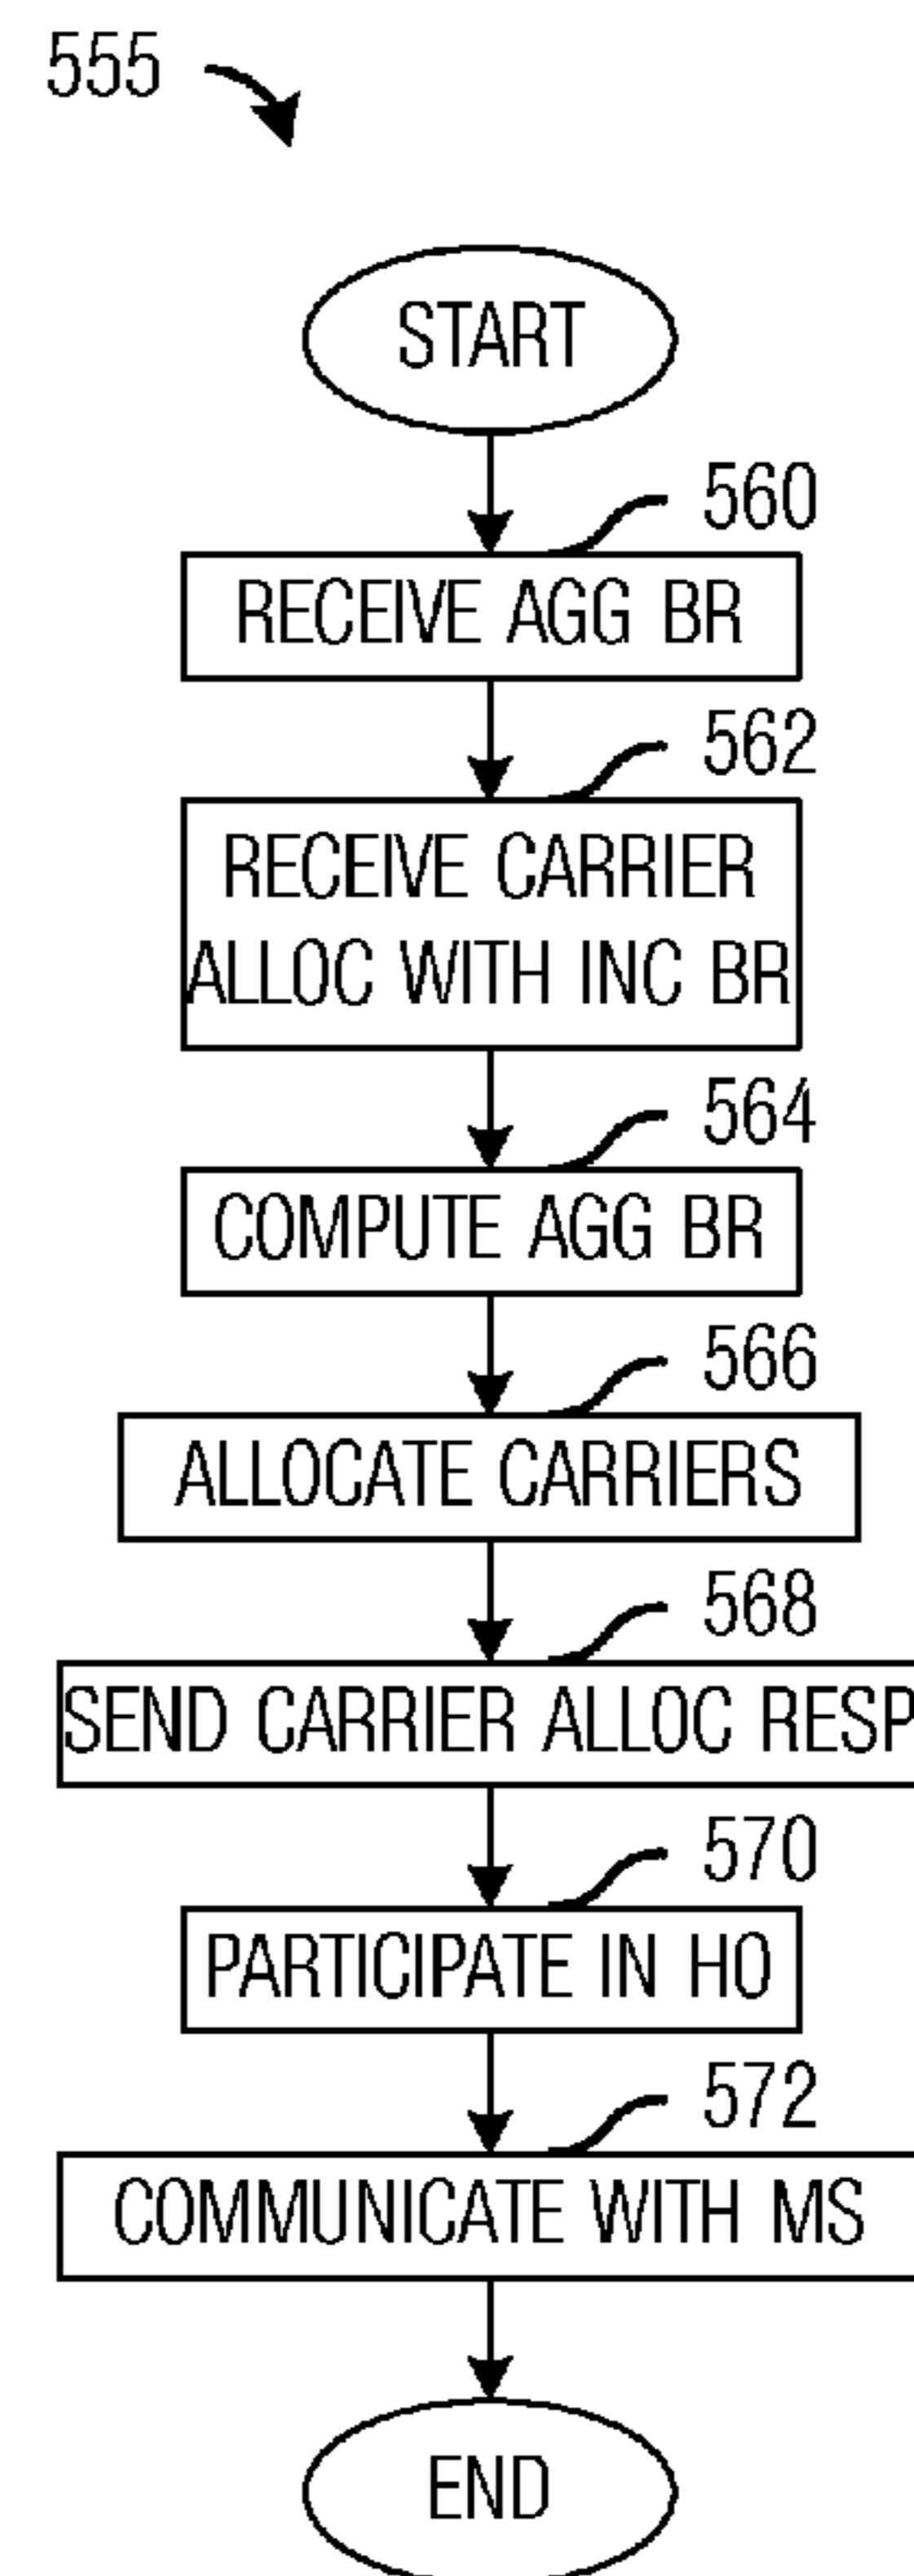 555
START
560
RECEIVE AGG BR
562
RECEIVE CARRIER
ALLOC WITH INC BR
564
COMPUTE AGG BR
566
ALLOCATE CARRIERS
568
SEND CARRIER ALLOC RESP
570
PARTICIPATE IN HO
572
COMMUNICATE WITH MS
END